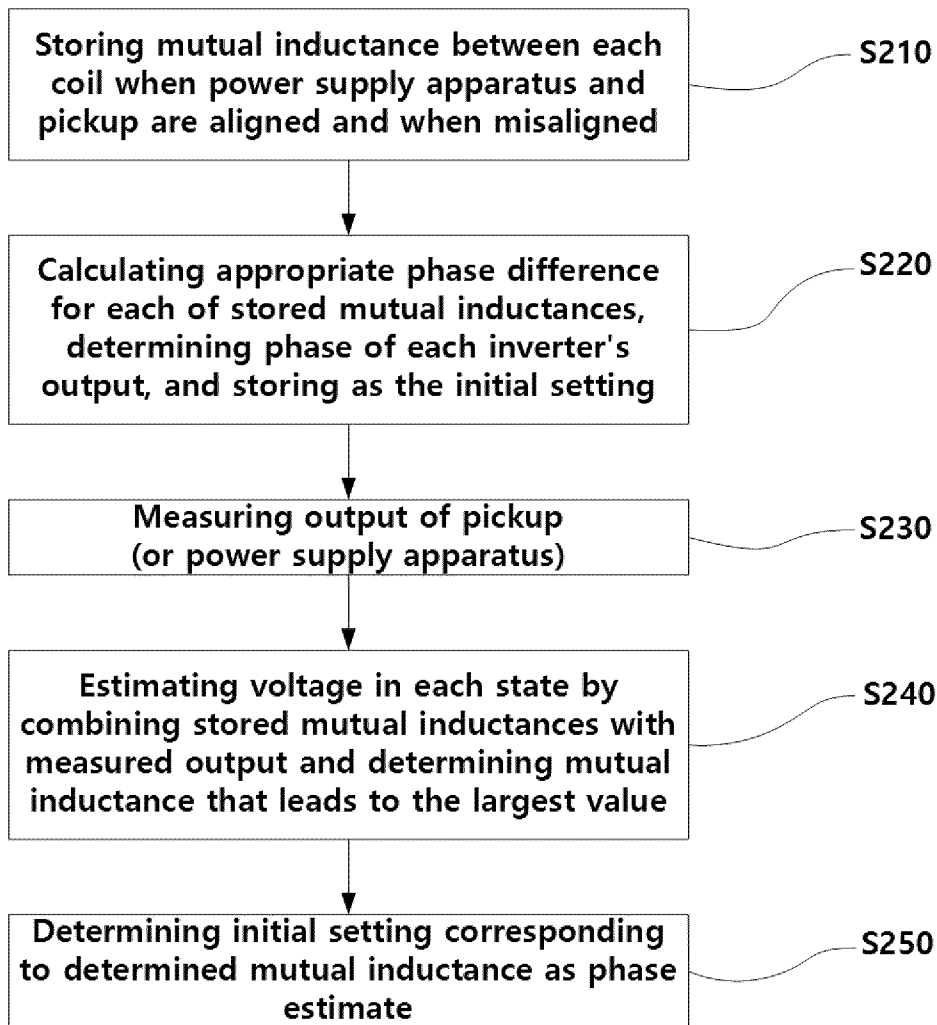 Storing mutual inductance between each
coil when power supply apparatus and
pickup are aligned and when misaligned
S210
Calculating appropriate phase difference
for each of stored mutual inductances,
determining phase of each inverter's
output, and storing as the initial setting
S220
Measuring output of pickup
(or power supply apparatus)
S230
Estimating voltage in each state by
combining stored mutual inductances with
measured output and determining mutual
inductance that leads to the largest value
S240
Determining initial setting corresponding
to determined mutual inductance as phase
estimate
S250